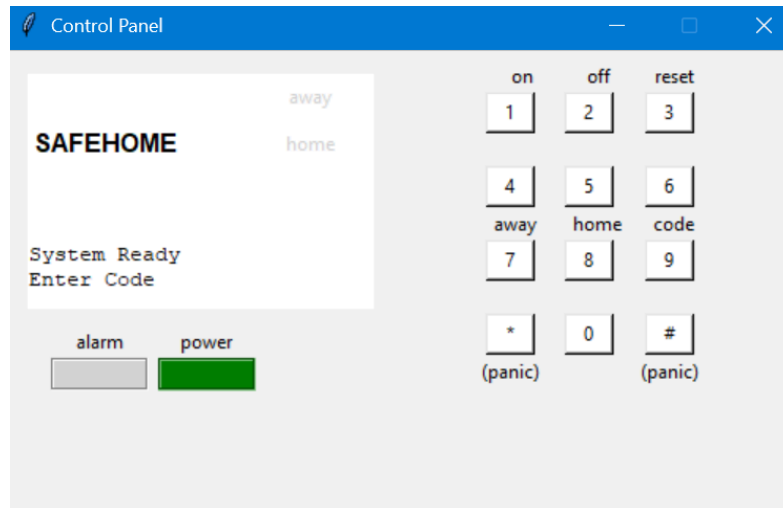 Control Panel
away
SAFEHOME
home
System Ready
Enter Code
alarm power
on off reset
1 2 3
4 5 6
away home code
7 8 9
* 0 #
(panic) (panic)